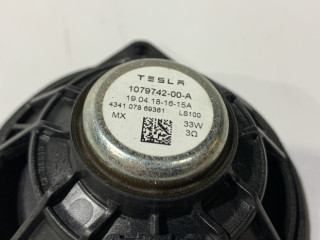 TESLA
1079742-00-A
19.04.18-16-15A
4341 078 69361 LS100
MX 33W
3Ω